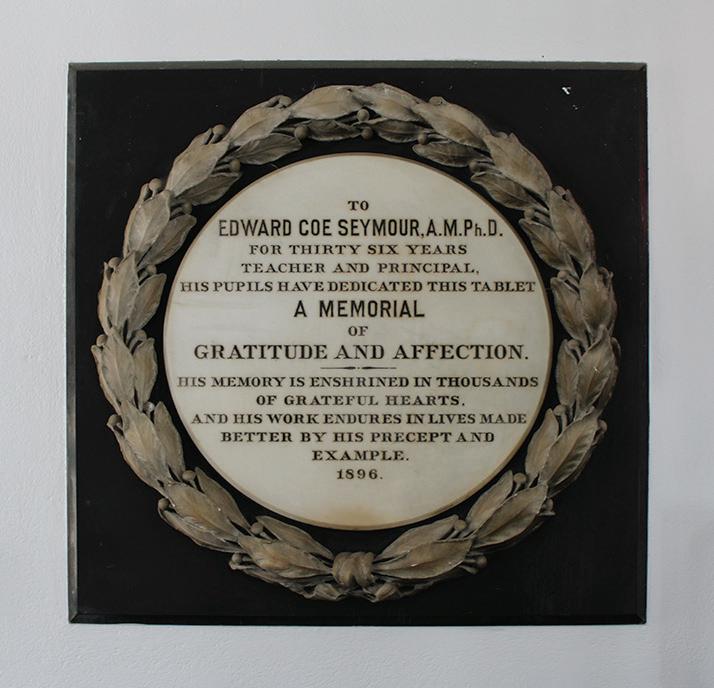 TO
EDWARD COE SEYMOUR, A.M.Ph.D.
FOR THIRTY SIX YEARS
TEACHER AND PRINCIPAL,
HIS PUPILS HAVE DEDICATED THIS TABLET
A MEMORIAL
OF
GRATITUDE AND AFFECTION.
HIS MEMORY IS ENSHRINED IN THOUSANDS
OF GRATEFUL HEARTS,
AND HIS WORK ENDURES IN LIVES MADE
BETTER BY HIS PRECEPT AND
EXAMPLE.
1896.